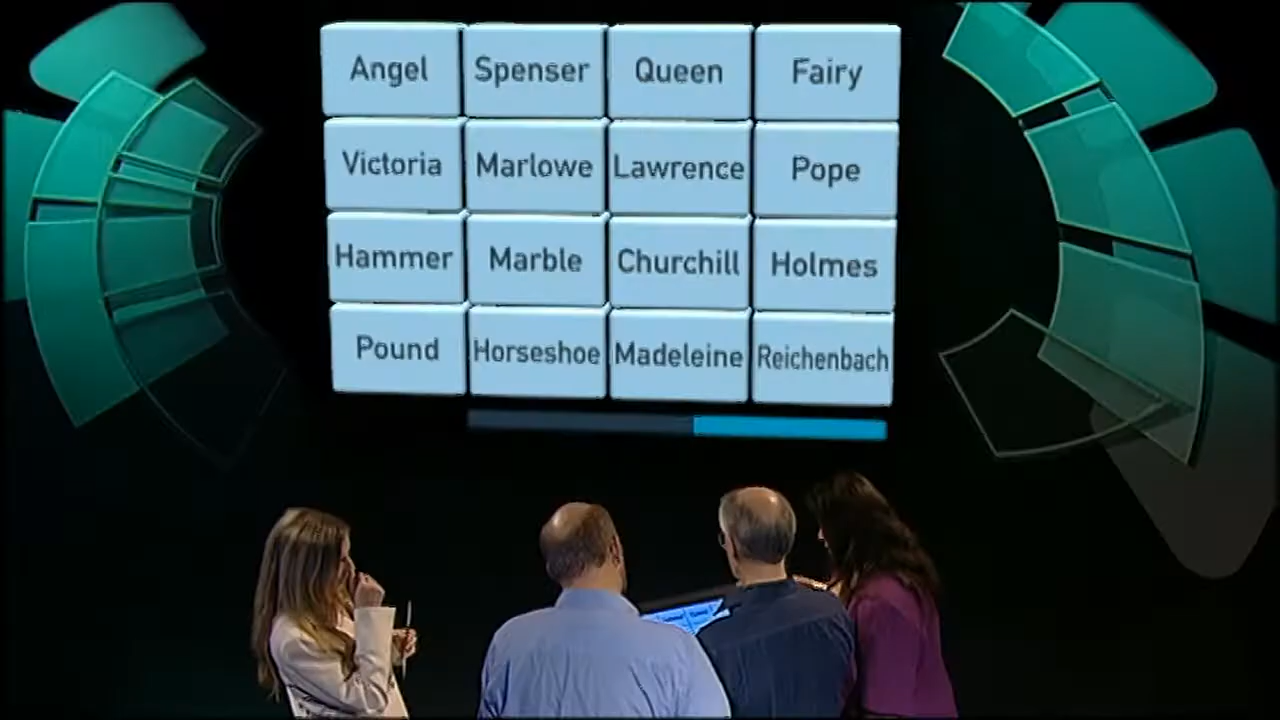 Angel Spenser Queen Fairy
Victoria Marlowe Lawrence Pope
Hammer Marble Churchill Holmes
Pound Horseshoe Madeleine Reichenbach